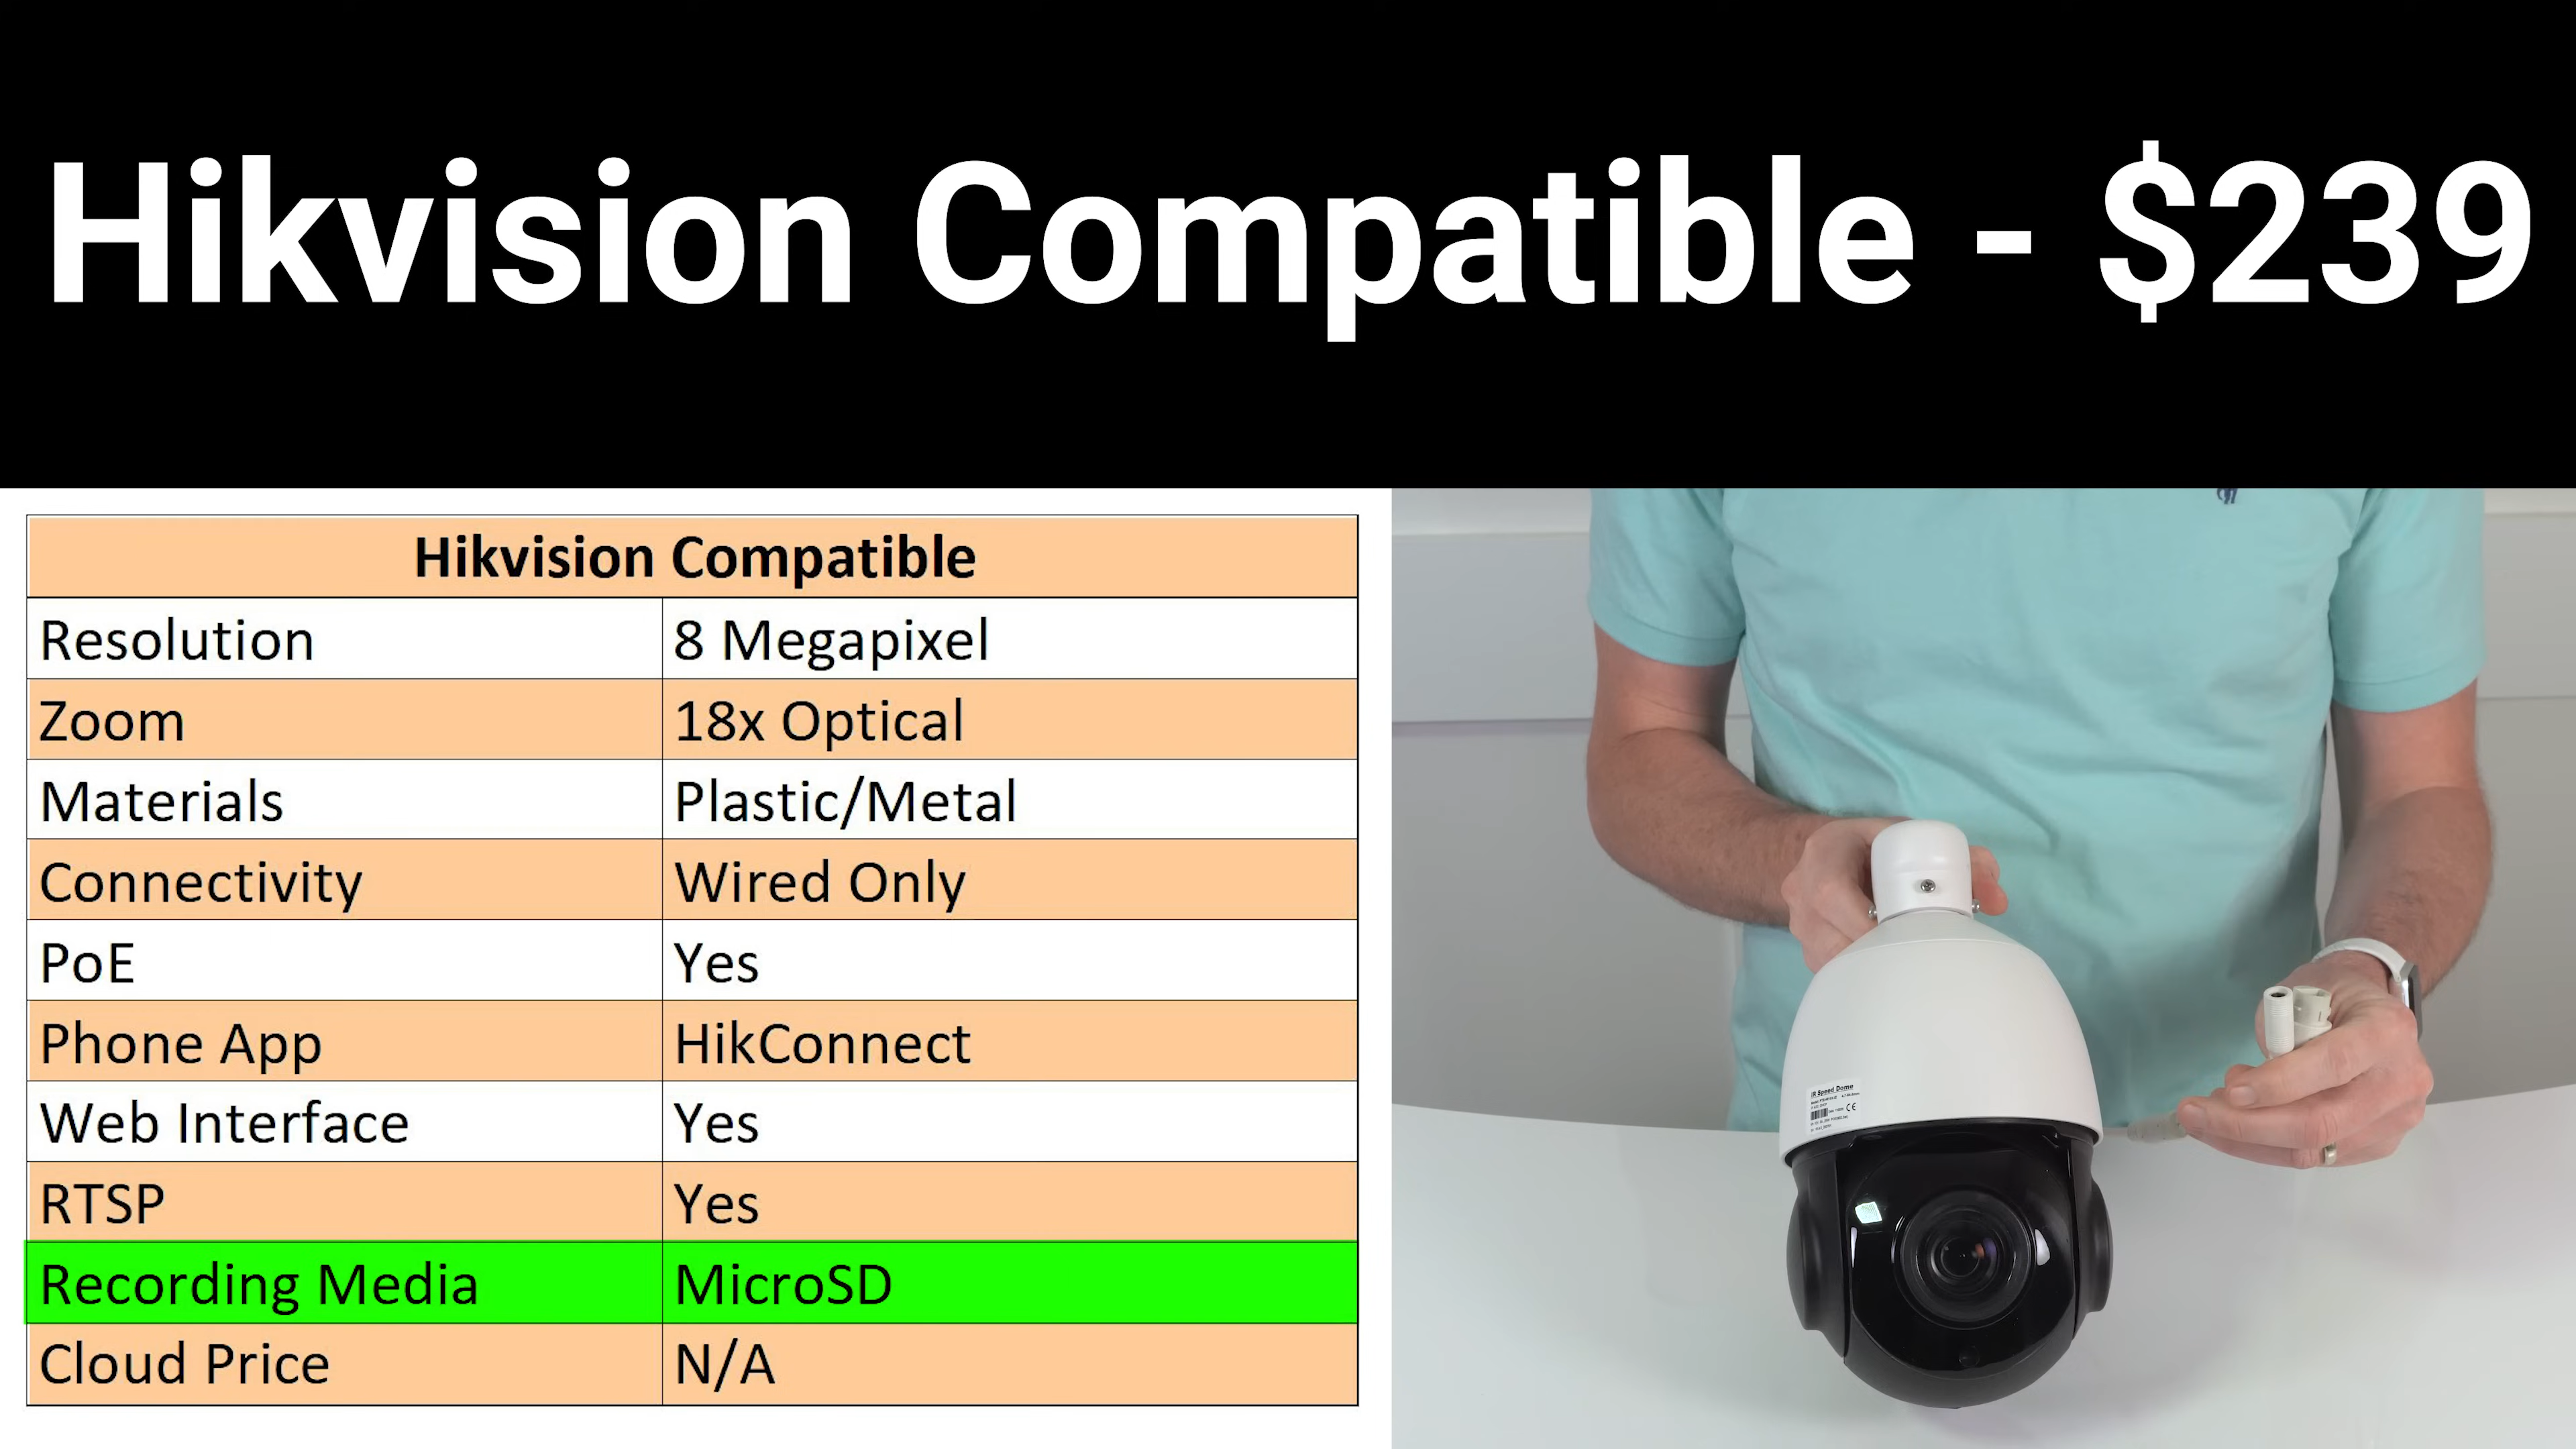 Hikvision Compatible - $239
Hikvision Compatible
Resolution 8 Megapixel
Zoom 18x Optical
Materials Plastic/Metal
Connectivity Wired Only
PoE Yes
Phone App HikConnect
Web Interface Yes
RTSP Yes
Recording Media MicroSD
Cloud Price N/A
IR Speed Dome
CE